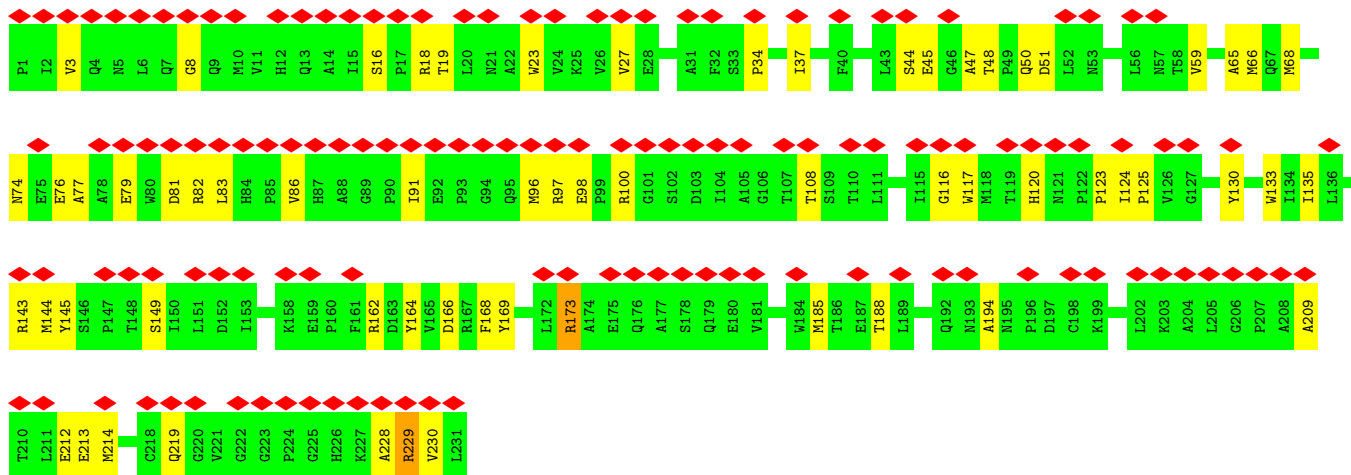 P1 I2 V3 Q4 N5 L6 Q7 G8 Q9 M10 V11 H12 Q13 A14 I15 S16 P17 R18 T19 L20 N21 A22 W23 V24 K25 V26 V27 E28 A31 F32 S33 P34 I37 F40 L43 S44 E45 G46 A47 T48 P49 Q50 D51 L52 N53 L56 N57 T58 V59 A65 M66 Q67 M68
N74 E75 E76 A77 A78 E79 W80 D81 R82 L83 H84 P85 V86 H87 A88 G89 P90 I91 E92 P93 G94 Q95 M96 R97 E98 P99 R100 G101 S102 D103 I104 A105 G106 T107 T108 S109 T110 L111 I115 G116 W117 M118 T119 H120 N121 P122 P123 I124 P125 V126 G127 Y130 W133 I134 I135 L136
R143 M144 Y145 S146 P147 T148 S149 I150 L151 D152 I153 K158 E159 P160 F161 R162 D163 Y164 V165 D166 R167 F168 Y169 L172 R173 A174 E175 Q176 A177 S178 Q179 E180 V181 W184 M185 T186 E187 T188 L189 Q192 N193 A194 N195 P196 D197 C198 K199 L202 K203 A204 L205 G206 P207 A208 A209
T210 L211 E212 E213 M214 C218 Q219 G220 V221 G222 G223 P224 G225 H226 K227 A228 R229 V230 L231